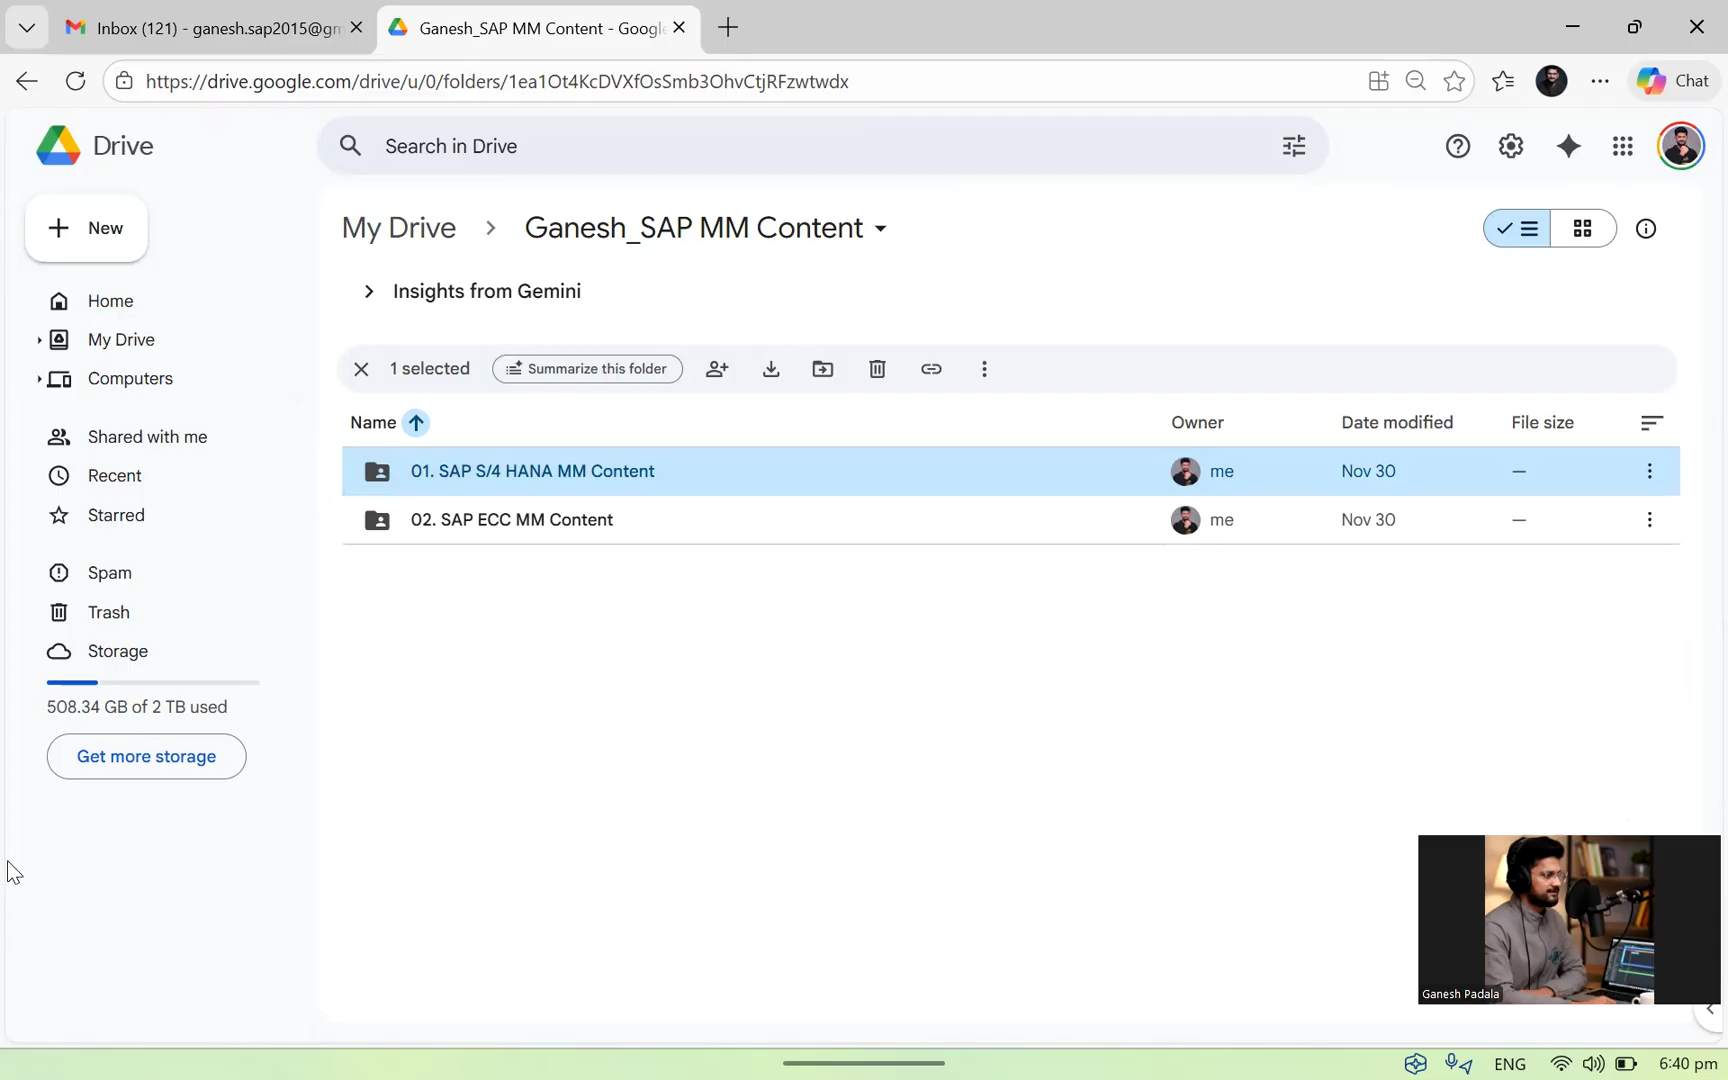 Inbox (121) - ganesh.sap2015@gm
Ganesh_SAP MM Content - Google
https://drive.google.com/drive/u/0/folders/1ea1Ot4KcDVXfOsSmb3OhvCtjRFzwtwdx
Chat
Drive
Search in Drive
New
My Drive
Ganesh_SAP MM Content
Insights from Gemini
Home
My Drive
Computers
Shared with me
Recent
Starred
Spam
Trash
Storage
508.34 GB of 2 TB used
Get more storage
1 selected
Summarize this folder
Name Owner Date modified File size
01. SAP S/4 HANA MM Content me Nov 30 —
02. SAP ECC MM Content me Nov 30 —
Ganesh Padala
ENG
6:40 pm